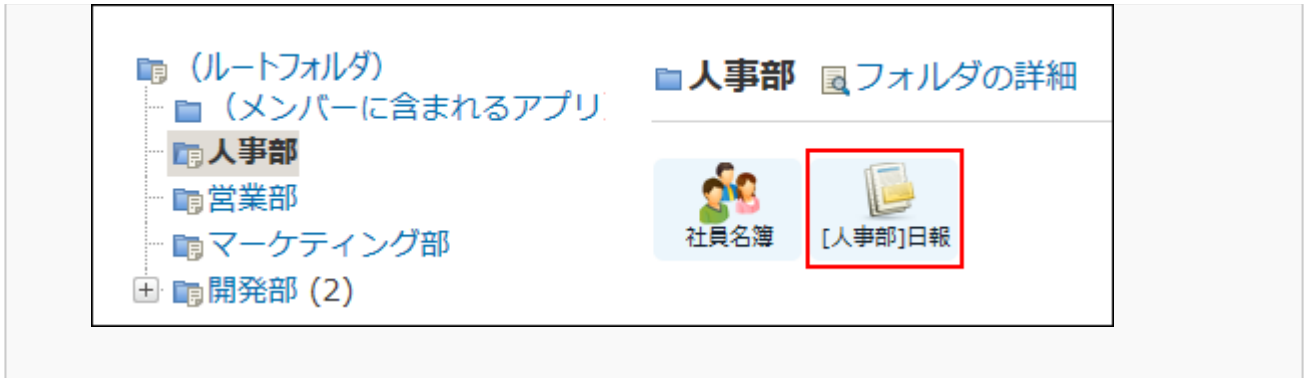 (ルートフォルダ)
(メンバーに含まれるアプリ
人事部
営業部
マーケティング部
開発部 (2)
人事部 フォルダの詳細
社員名簿
[人事部]日報